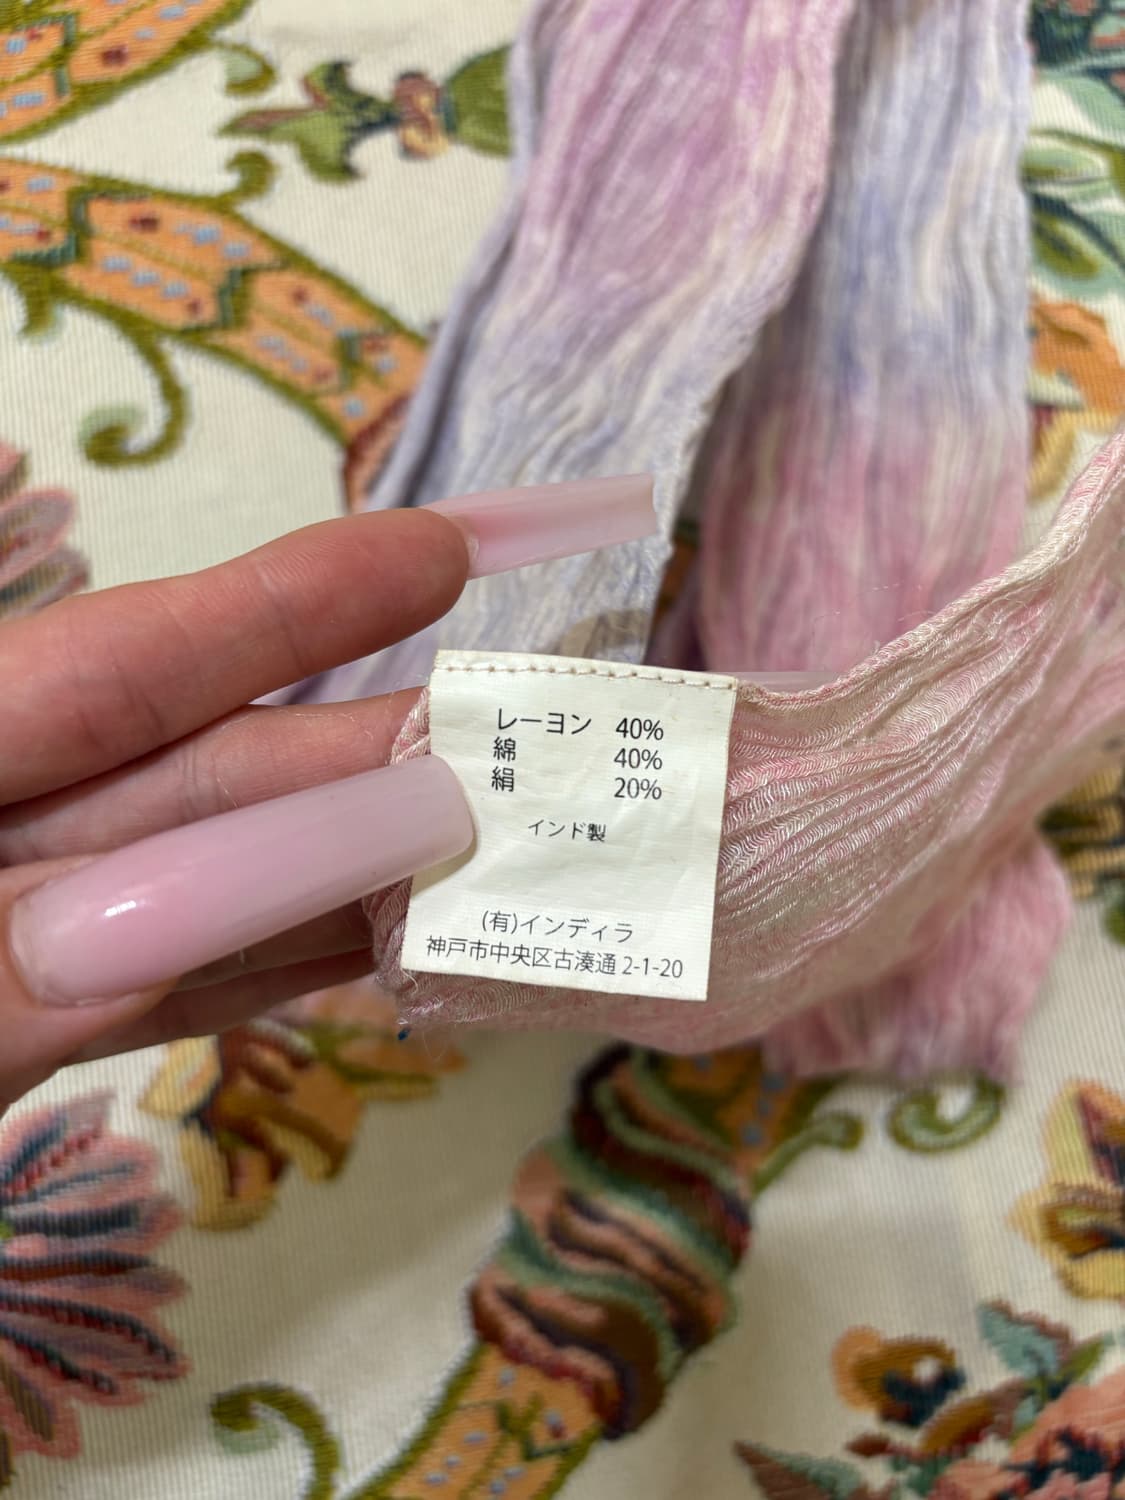 レーヨン 40%
綿 40%
絹 20%
インド製
(有)インディラ
神戸市中央区古湊通 2-1-20